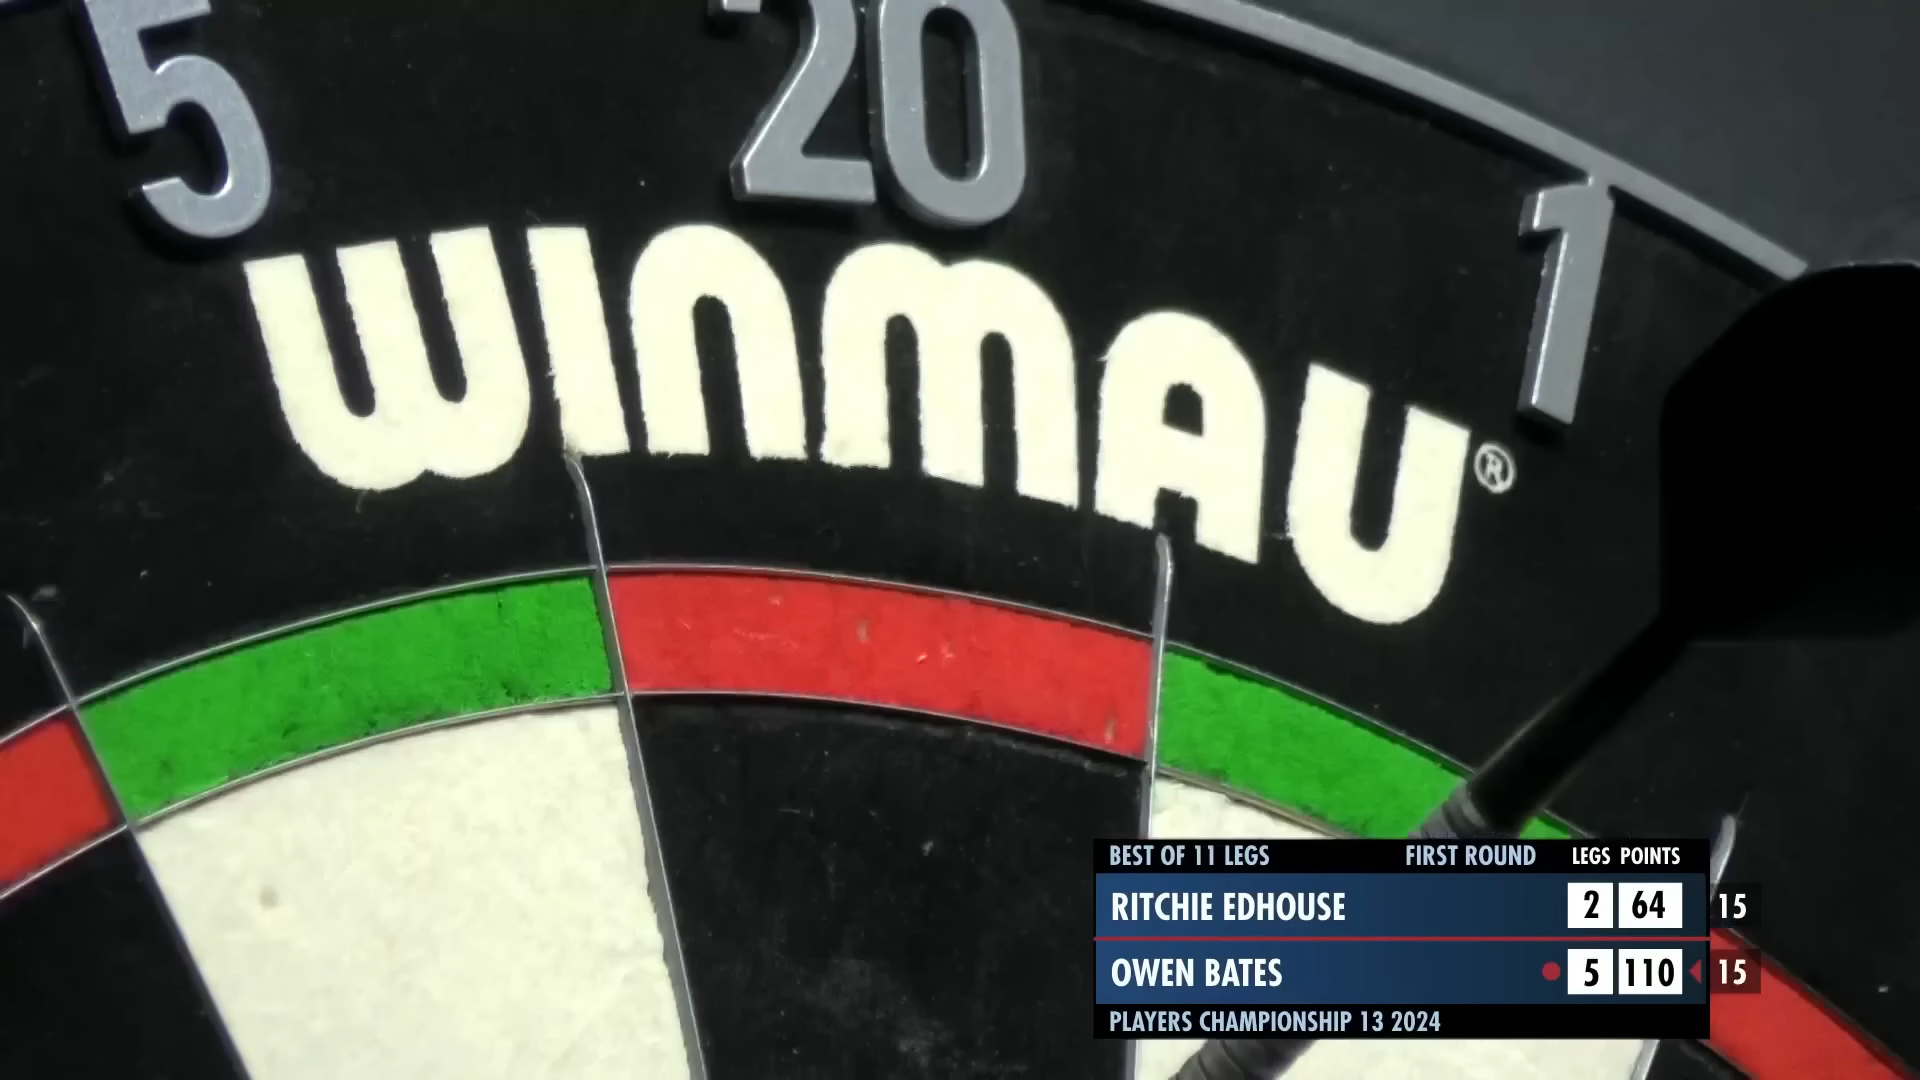 5 20 1
WINMAU®
BEST OF 11 LEGS FIRST ROUND LEGS POINTS
RITCHIE EDHOUSE 2 64 15
OWEN BATES 5 110 15
PLAYERS CHAMPIONSHIP 13 2024